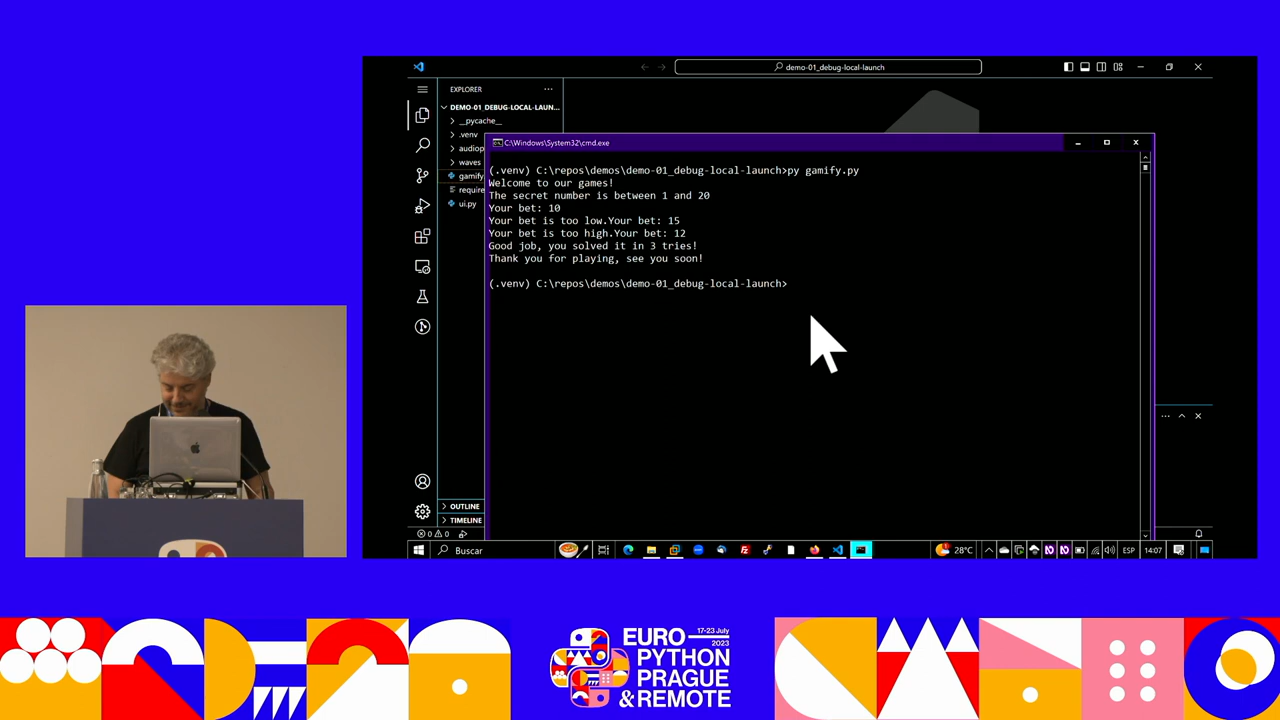 demo-01_debug-local-launch
EXPLORER
DEMO-01_DEBUG-LOCAL-LAUN...
__pycache__
.venv
audiop
waves
gamify.
require
ui.py
C:\Windows\System32\cmd.exe
(.venv) C:\repos\demos\demo-01_debug-local-launch>py gamify.py
Welcome to our games!
The secret number is between 1 and 20
Your bet: 10
Your bet is too low.Your bet: 15
Your bet is too high.Your bet: 12
Good job, you solved it in 3 tries!
Thank you for playing, see you soon!
(.venv) C:\repos\demos\demo-01_debug-local-launch>
OUTLINE
TIMELINE
0 0
Buscar
28°C
ESP
14:07
17-23 July
2023
EURO
PYTHON
PRAGUE
& REMOTE